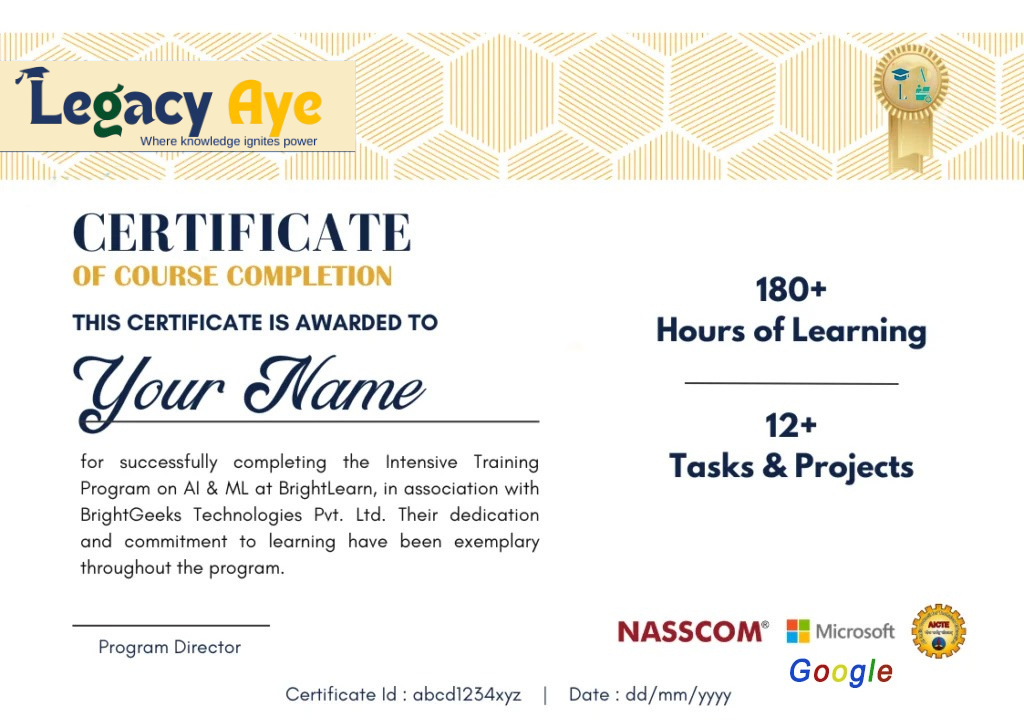 Legacy Aye
Where knowledge ignites power
L A
CERTIFICATE
OF COURSE COMPLETION
THIS CERTIFICATE IS AWARDED TO
Your Name
for successfully completing the Intensive Training
Program on AI & ML at BrightLearn, in association with
BrightGeeks Technologies Pvt. Ltd. Their dedication
and commitment to learning have been exemplary
throughout the program.
180+
Hours of Learning
12+
Tasks & Projects
Program Director
NASSCOM® Microsoft AICTE
Google
Certificate Id : abcd1234xyz | Date : dd/mm/yyyy